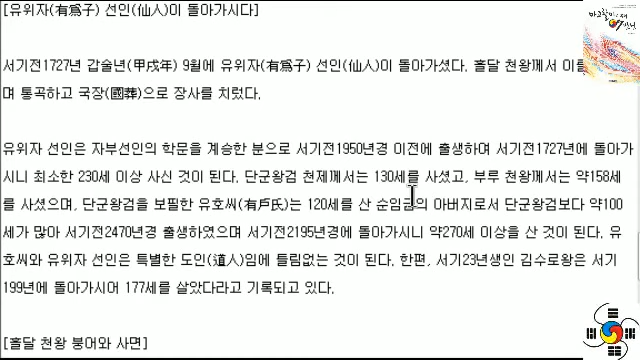 [유위자(有爲子) 선인(仙人)이 돌아가시다]
서기전1727년 갑술년(甲戌年) 9월에 유위자(有爲子) 선인(仙人)이 돌아가셨다. 홀달 천왕께서 이를
며 통곡하고 국장(國葬)으로 장사를 치렀다.
유위자 선인은 자부선인의 학문을 계승한 분으로 서기전1950년경 이전에 출생하여 서기전1727년에 돌아가
시니 최소한 230세 이상 사신 것이 된다. 단군왕검 천제께서는 130세를 사셨고, 부루 천왕께서는 약158세
를 사셨으며, 단군왕검을 보필한 유호씨(有戶氏)는 120세를 산 순임금의 아버지로서 단군왕검보다 약100
세가 많아 서기전2470년경 출생하였으며 서기전2195년에 돌아가시니 약270세 이상을 산 것이 된다. 유
호씨와 유위자 선인은 특별한 도인(道人)임에 틀림없는 것이 된다. 한편, 서기23년생인 김수로왕은 서기
199년에 돌아가시어 177세를 살았다라고 기록되고 있다.
[홀달 천왕 붕어와 사면]